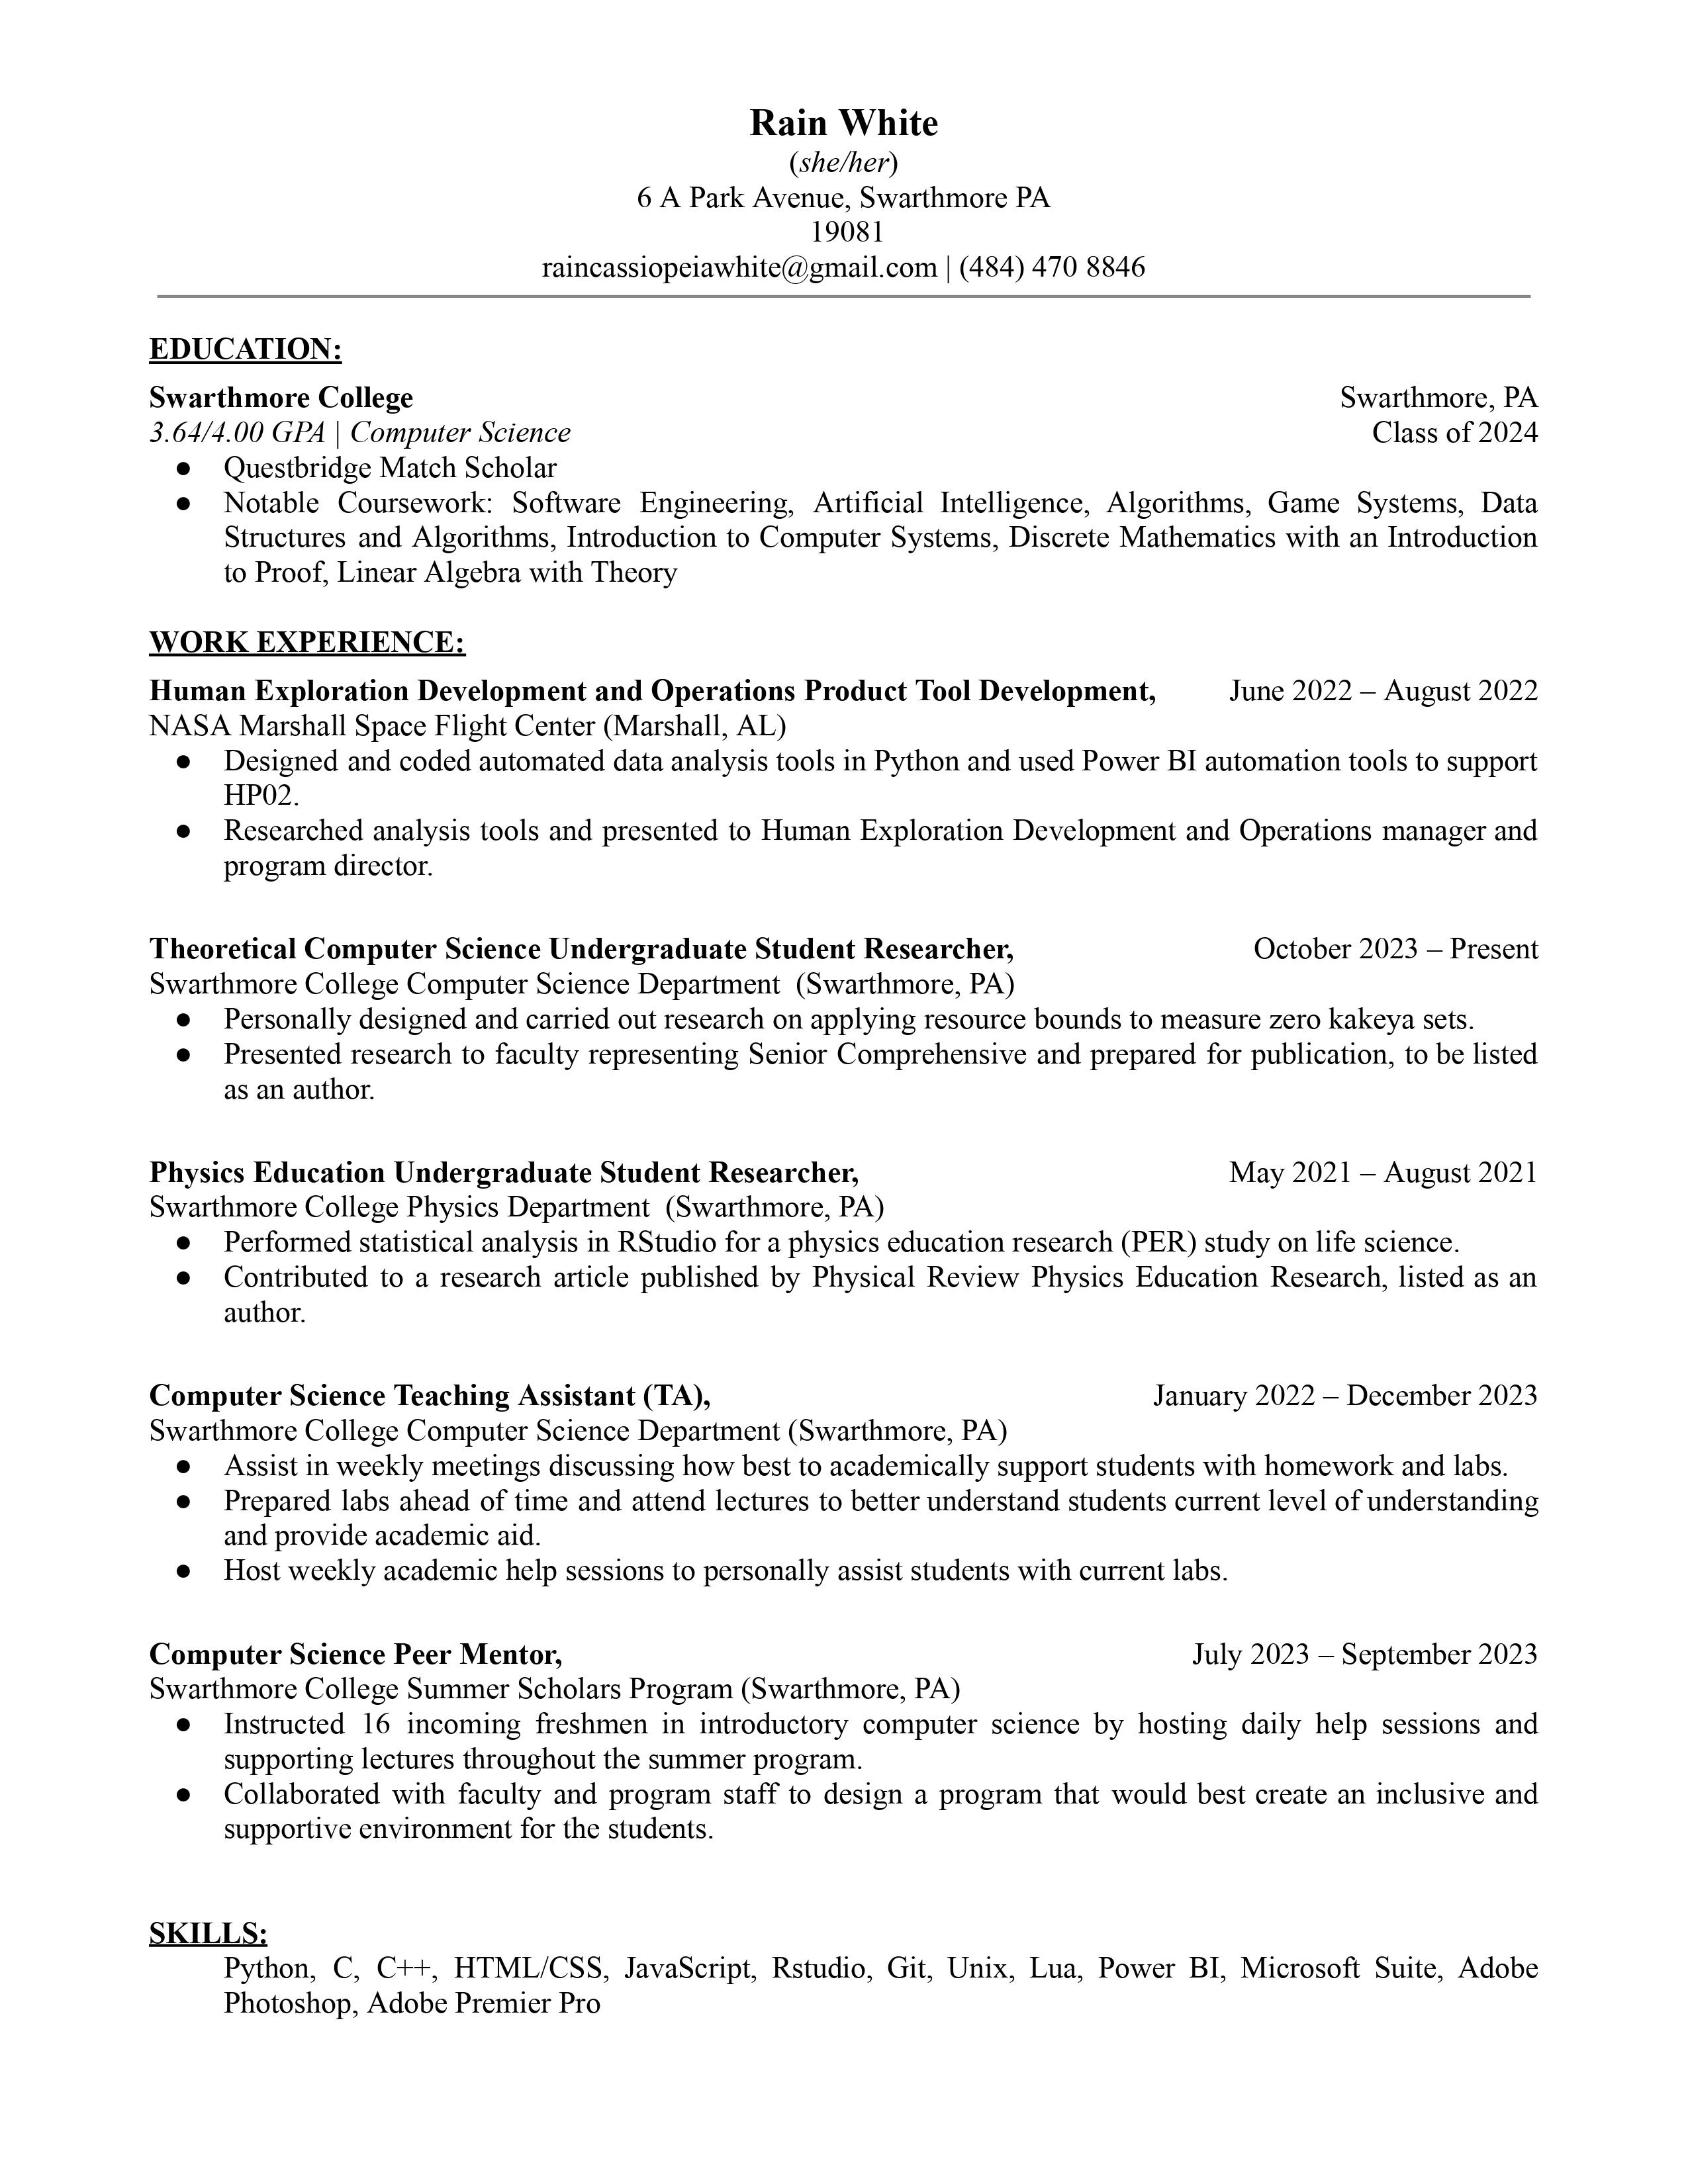 Rain White
(she/her)
6 A Park Avenue, Swarthmore PA
19081
raincassiopeiawhite@gmail.com | (484) 470 8846
EDUCATION:
Swarthmore College Swarthmore, PA
3.64/4.00 GPA | Computer Science Class of 2024
● Questbridge Match Scholar
● Notable Coursework: Software Engineering, Artificial Intelligence, Algorithms, Game Systems, Data
Structures and Algorithms, Introduction to Computer Systems, Discrete Mathematics with an Introduction
to Proof, Linear Algebra with Theory
WORK EXPERIENCE:
Human Exploration Development and Operations Product Tool Development, June 2022 – August 2022
NASA Marshall Space Flight Center (Marshall, AL)
● Designed and coded automated data analysis tools in Python and used Power BI automation tools to support
HP02.
● Researched analysis tools and presented to Human Exploration Development and Operations manager and
program director.
Theoretical Computer Science Undergraduate Student Researcher, October 2023 – Present
Swarthmore College Computer Science Department (Swarthmore, PA)
● Personally designed and carried out research on applying resource bounds to measure zero kakeya sets.
● Presented research to faculty representing Senior Comprehensive and prepared for publication, to be listed
as an author.
Physics Education Undergraduate Student Researcher, May 2021 – August 2021
Swarthmore College Physics Department (Swarthmore, PA)
● Performed statistical analysis in RStudio for a physics education research (PER) study on life science.
● Contributed to a research article published by Physical Review Physics Education Research, listed as an
author.
Computer Science Teaching Assistant (TA), January 2022 – December 2023
Swarthmore College Computer Science Department (Swarthmore, PA)
● Assist in weekly meetings discussing how best to academically support students with homework and labs.
● Prepared labs ahead of time and attend lectures to better understand students current level of understanding
and provide academic aid.
● Host weekly academic help sessions to personally assist students with current labs.
Computer Science Peer Mentor, July 2023 – September 2023
Swarthmore College Summer Scholars Program (Swarthmore, PA)
● Instructed 16 incoming freshmen in introductory computer science by hosting daily help sessions and
supporting lectures throughout the summer program.
● Collaborated with faculty and program staff to design a program that would best create an inclusive and
supportive environment for the students.
SKILLS:
Python, C, C++, HTML/CSS, JavaScript, Rstudio, Git, Unix, Lua, Power BI, Microsoft Suite, Adobe
Photoshop, Adobe Premier Pro